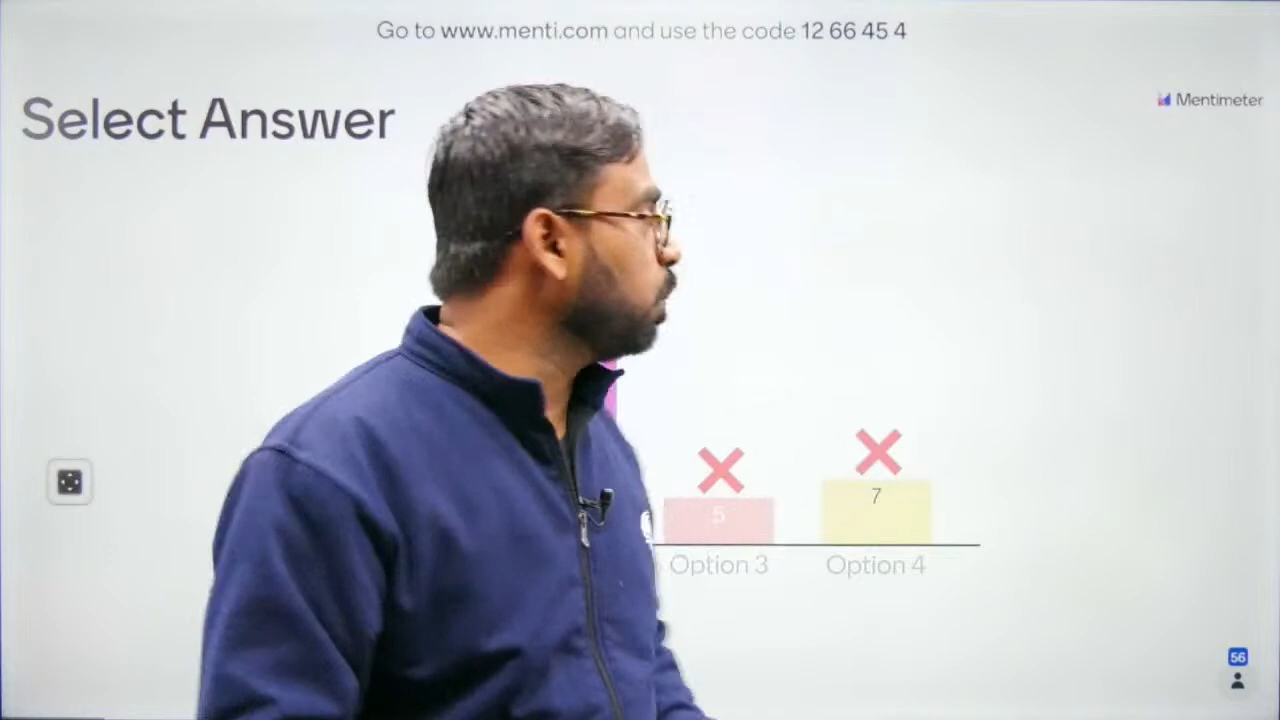 Go to www.menti.com and use the code 12 66 45 4
Select Answer
Mentimeter
5
7
Option 3
Option 4
56